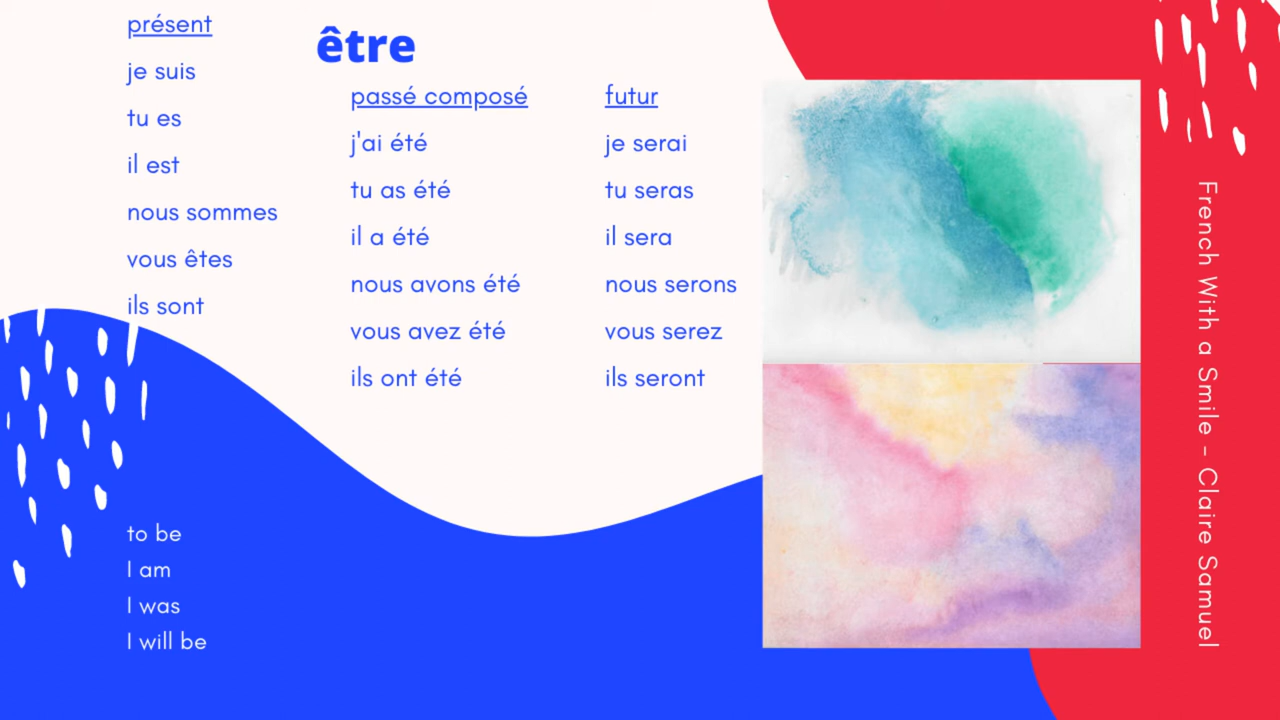 présent
je suis
tu es
il est
nous sommes
vous êtes
ils sont
être
passé composé
j'ai été
tu as été
il a été
nous avons été
vous avez été
ils ont été
futur
je serai
tu seras
il sera
nous serons
vous serez
ils seront
to be
I am
I was
I will be
French With a Smile - Claire Samuel